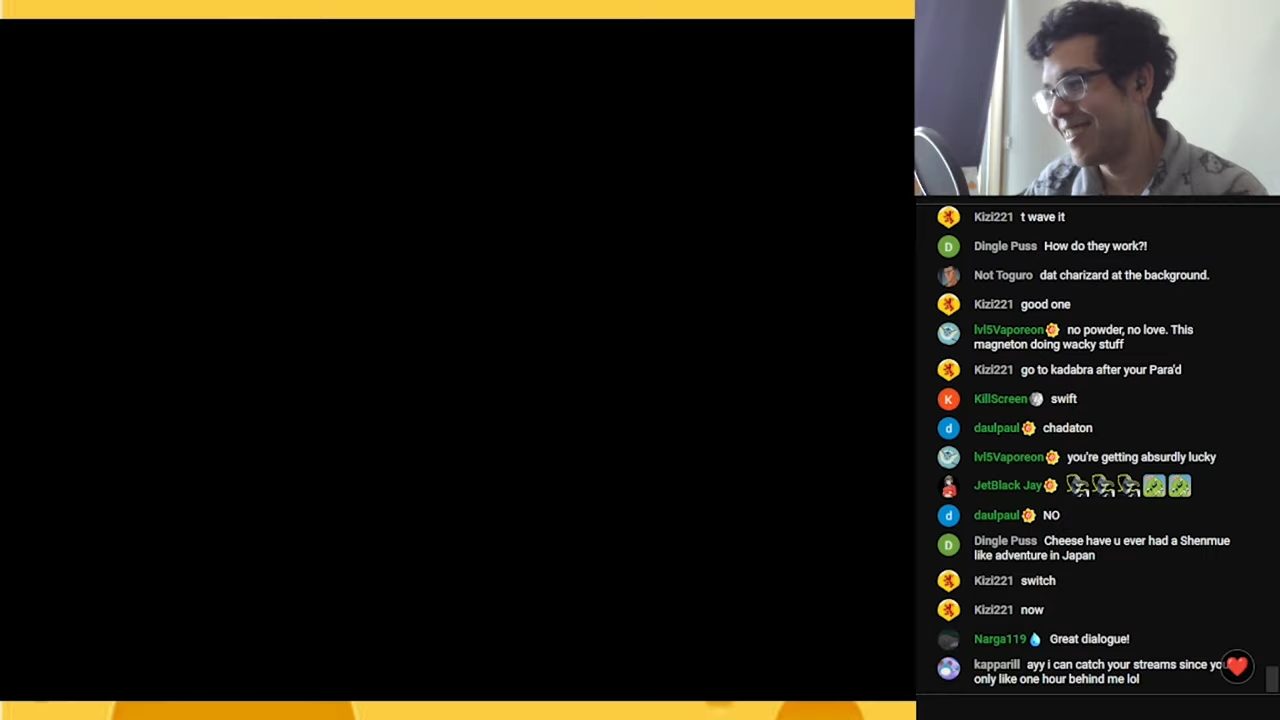 Kizi221 t wave it
D Dingle Puss How do they work?!
Not Toguro dat charizard at the background.
Kizi221 good one
lvl5Vaporeon no powder, no love. This
magneton doing wacky stuff
Kizi221 go to kadabra after your Para'd
K KillScreen swift
d daulpaul chadaton
lvl5Vaporeon you're getting absurdly lucky
JetBlack Jay
d daulpaul NO
D Dingle Puss Cheese have u ever had a Shenmue
like adventure in Japan
Kizi221 switch
Kizi221 now
Narga119 Great dialogue!
kapparill ayy i can catch your streams since
only like one hour behind me lol